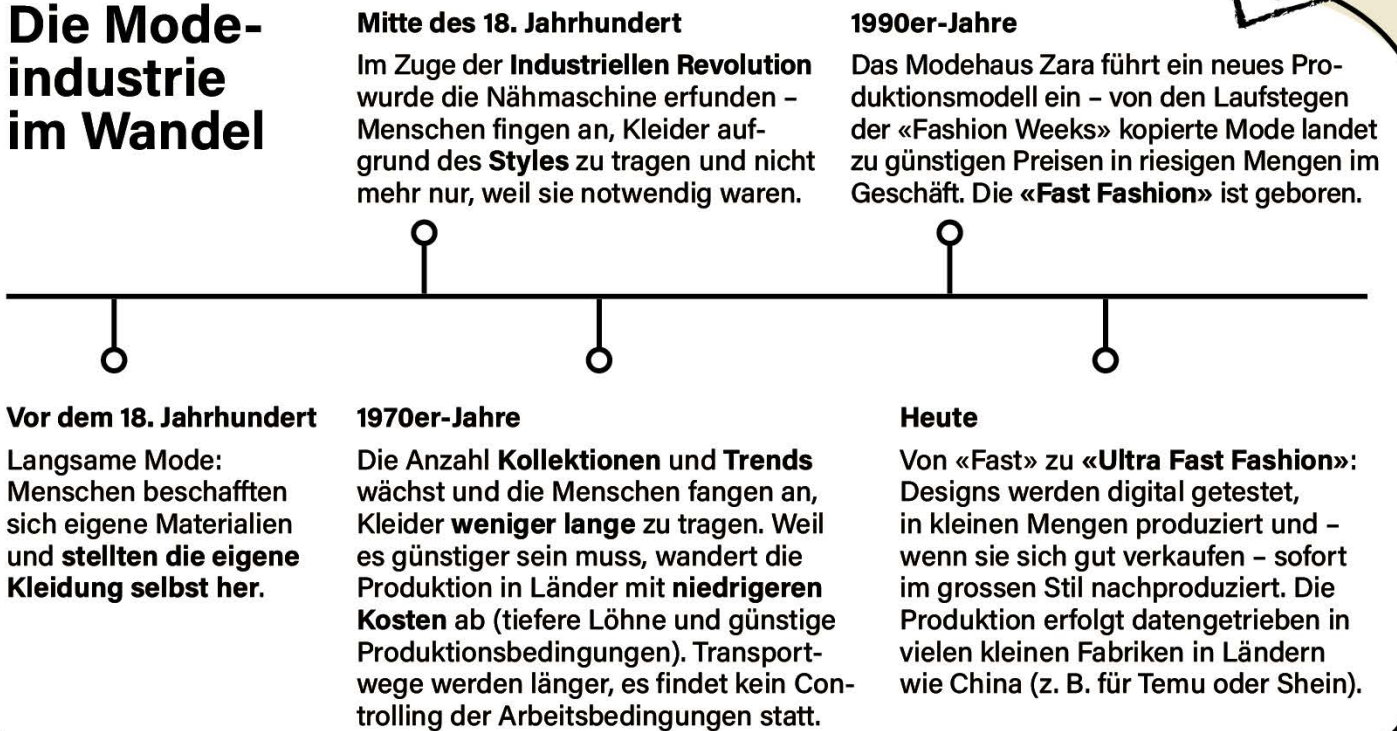 Die Mode-
industrie
im Wandel
Vor dem 18. Jahrhundert
Langsame Mode:
Menschen beschafften
sich eigene Materialien
und stellten die eigene
Kleidung selbst her.
Mitte des 18. Jahrhundert
Im Zuge der Industriellen Revolution
wurde die Nähmaschine erfunden –
Menschen fingen an, Kleider auf-
grund des Styles zu tragen und nicht
mehr nur, weil sie notwendig waren.
1970er-Jahre
Die Anzahl Kollektionen und Trends
wächst und die Menschen fangen an,
Kleider weniger lange zu tragen. Weil
es günstiger sein muss, wandert die
Produktion in Länder mit niedrigeren
Kosten ab (tiefere Löhne und günstige
Produktionsbedingungen). Transport-
wege werden länger, es findet kein Con-
trolling der Arbeitsbedingungen statt.
1990er-Jahre
Das Modehaus Zara führt ein neues Pro-
duktionsmodell ein – von den Laufstegen
der «Fashion Weeks» kopierte Mode landet
zu günstigen Preisen in riesigen Mengen im
Geschäft. Die «Fast Fashion» ist geboren.
Heute
Von «Fast» zu «Ultra Fast Fashion»:
Designs werden digital getestet,
in kleinen Mengen produziert und –
wenn sie sich gut verkaufen – sofort
im grossen Stil nachproduziert. Die
Produktion erfolgt datengetrieben in
vielen kleinen Fabriken in Ländern
wie China (z. B. für Temu oder Shein).